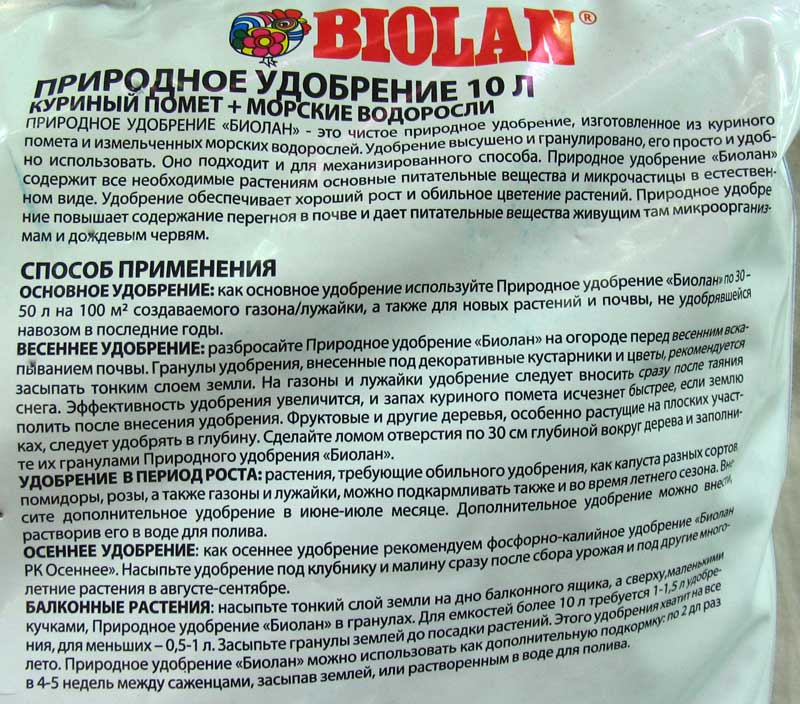 BIOLAN®
ПРИРОДНОЕ УДОБРЕНИЕ 10 Л
КУРИНЫЙ ПОМЕТ + МОРСКИЕ ВОДОРОСЛИ
ПРИРОДНОЕ УДОБРЕНИЕ «БИОЛАН» - это чистое природное удобрение, изготовленное из куриного
помета и измельченных морских водорослей. Удобрение высушено и гранулировано, его просто и удоб-
но использовать. Оно подходит и для механизированного способа. Природное удобрение «Биолан»
содержит все необходимые растениям основные питательные вещества и микрочастицы в естествен-
ном виде. Удобрение обеспечивает хороший рост и обильное цветение растений. Природное удобре
ние повышает содержание перегноя в почве и дает питательные вещества живущим там микроорганиз-
мам и дождевым червям.
СПОСОБ ПРИМЕНЕНИЯ
ОСНОВНОЕ УДОБРЕНИЕ: как основное удобрение используйте Природное удобрение «Биолан» по 30 –
50 л на 100 м² создаваемого газона/лужайки, а также для новых растений и почвы, не удобрявшейся
навозом в последние годы.
ВЕСЕННЕЕ УДОБРЕНИЕ: разбросайте Природное удобрение «Биолан» на огороде перед весенним вска-
пыванием почвы. Гранулы удобрения, внесенные под декоративные кустарники и цветы, рекомендуется
засыпать тонким слоем земли. На газоны и лужайки удобрение следует вносить сразу после таяния
снега. Эффективность удобрения увеличится, и запах куриного помета исчезнет быстрее, если землю
полить после внесения удобрения. Фруктовые и другие деревья, особенно растущие на плоских участ-
ках, следует удобрять в глубину. Сделайте ломом отверстия по 30 см глубиной вокруг дерева и заполни-
те их гранулами Природного удобрения «Биолан».
УДОБРЕНИЕ В ПЕРИОД РОСТА: растения, требующие обильного удобрения, как капуста разных сортов
помидоры, розы, а также газоны и лужайки, можно подкармливать также и во время летнего сезона. Вне
сите дополнительное удобрение в июне-июле месяце. Дополнительное удобрение можно внести,
растворив его в воде для полива.
ОСЕННЕЕ УДОБРЕНИЕ: как осеннее удобрение рекомендуем фосфорно-калийное удобрение «Биолан
РК Осеннее». Насыпьте удобрение под клубнику и малину сразу после сбора урожая и под другие много-
летние растения в августе-сентябре.
БАЛКОННЫЕ РАСТЕНИЯ: насыпьте тонкий слой земли на дно балконного ящика, а сверху, маленькими
кучками, Природное удобрение «Биолан» в гранулах. Для емкостей более 10 л требуется 1-1,5 л удобре-
ния, для меньших – 0,5-1 л. Засыпьте гранулы землей до посадки растений. Этого удобрения хватит на все
лето. Природное удобрение «Биолан» можно использовать как дополнительную подкормку: по 2 дл раз
в 4-5 недель между саженцами, засыпав землей, или растворенным в воде для полива.